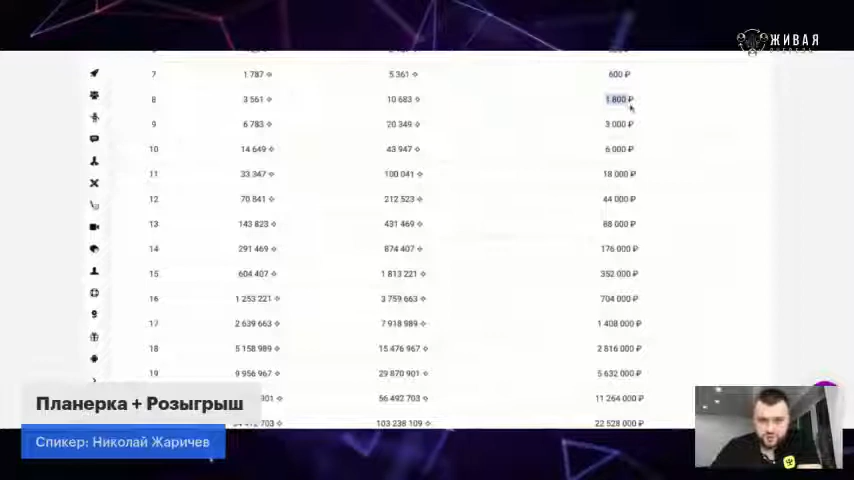 ЖИВАЯ
7 1 787 5 361 600 ₽
8 3 561 10 683 1 800 ₽
9 6 783 20 349 3 000 ₽
10 14 649 43 947 6 000 ₽
11 33 347 100 041 18 000 ₽
12 70 841 212 523 44 000 ₽
13 143 823 431 469 88 000 ₽
14 291 469 874 407 176 000 ₽
15 604 407 1 813 221 352 000 ₽
16 1 253 221 3 759 663 704 000 ₽
17 2 639 663 7 918 989 1 408 000 ₽
18 5 158 989 15 476 967 2 816 000 ₽
19 9 956 967 29 870 901 5 632 000 ₽
901 56 492 703 11 264 000 ₽
703 103 238 109 22 528 000 ₽
Планерка + Розыгрыш
Спикер: Николай Жаричев